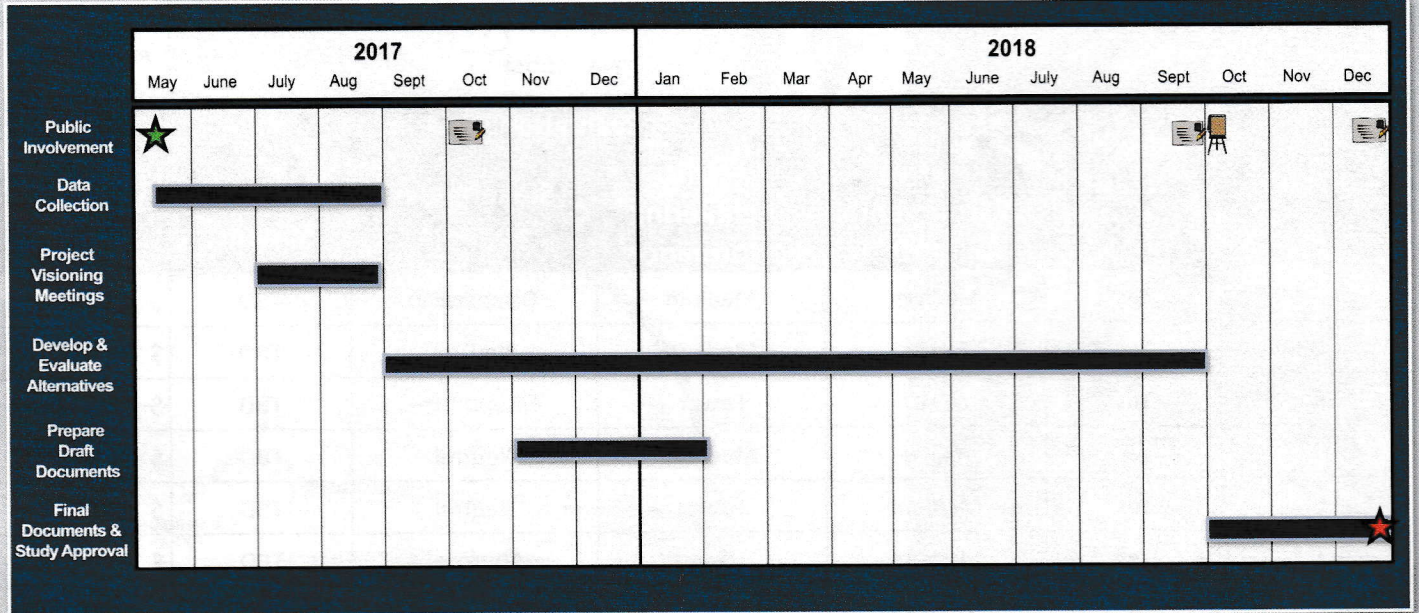 2017
2018
May June July Aug Sept Oct Nov Dec Jan Feb Mar Apr May June July Aug Sept Oct Nov Dec
Public
Involvement
Data
Collection
Project
Visioning
Meetings
Develop &
Evaluate
Alternatives
Prepare
Draft
Documents
Final
Documents &
Study Approval